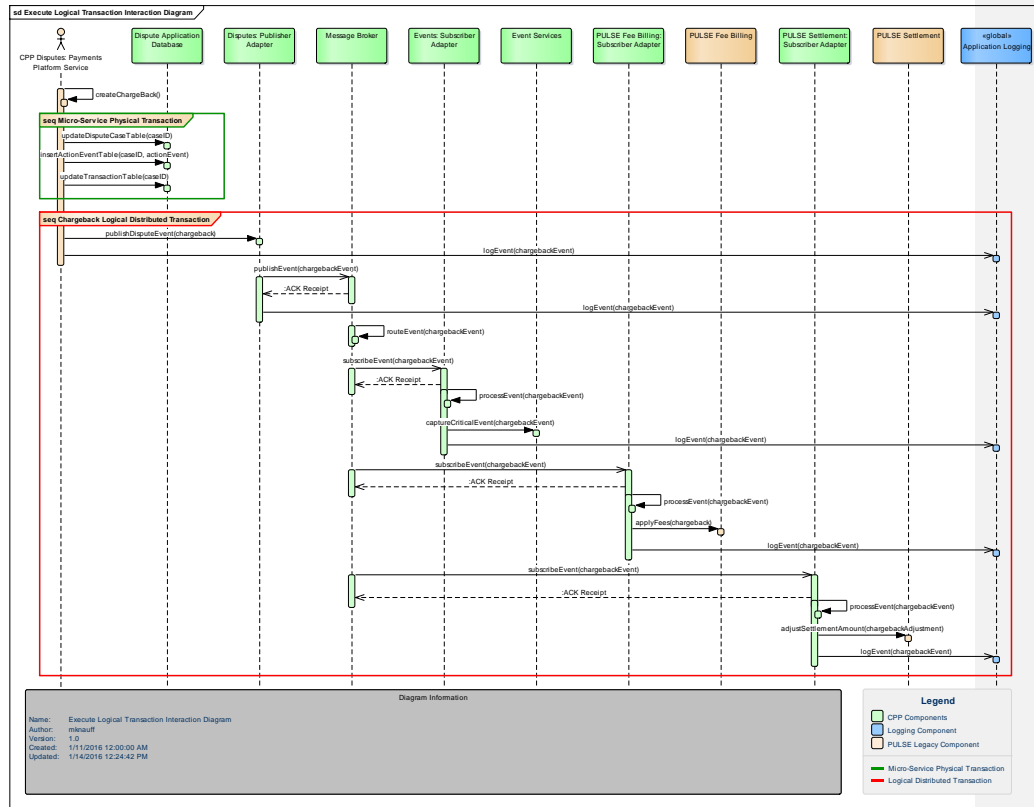 sd Execute Logical Transaction Interaction Diagram
CPP Disputes: Payments
Platform Service
Dispute Application
Database
Disputes: Publisher
Adapter
Message Broker
Events: Subscriber
Adapter
Event Services
PULSE Fee Billing:
Subscriber Adapter
PULSE Fee Billing
PULSE Settlement:
Subscriber Adapter
PULSE Settlement
«global»
Application Logging
createChargeBack()
seq Micro-Service Physical Transaction
updateDisputeCaseTable(caseID)
insertActionEventTable(caseID, actionEvent)
updateTransactionTable(caseID)
seq Chargeback Logical Distributed Transaction
publishDisputeEvent(chargeback)
logEvent(chargebackEvent)
publishEvent(chargebackEvent)
:ACK Receipt
logEvent(chargebackEvent)
routeEvent(chargebackEvent)
subscribeEvent(chargebackEvent)
:ACK Receipt
processEvent(chargebackEvent)
captureCriticalEvent(chargebackEvent)
logEvent(chargebackEvent)
subscribeEvent(chargebackEvent)
:ACK Receipt
processEvent(chargebackEvent)
applyFees(chargeback)
logEvent(chargebackEvent)
subscribeEvent(chargebackEvent)
:ACK Receipt
processEvent(chargebackEvent)
adjustSettlementAmount(chargebackAdjustment)
logEvent(chargebackEvent)
Diagram Information
Name: Execute Logical Transaction Interaction Diagram
Author: mknauff
Version: 1.0
Created: 1/11/2016 12:00:00 AM
Updated: 1/14/2016 12:24:42 PM
Legend
CPP Components
Logging Component
PULSE Legacy Component
Micro-Service Physical Transaction
Logical Distributed Transaction